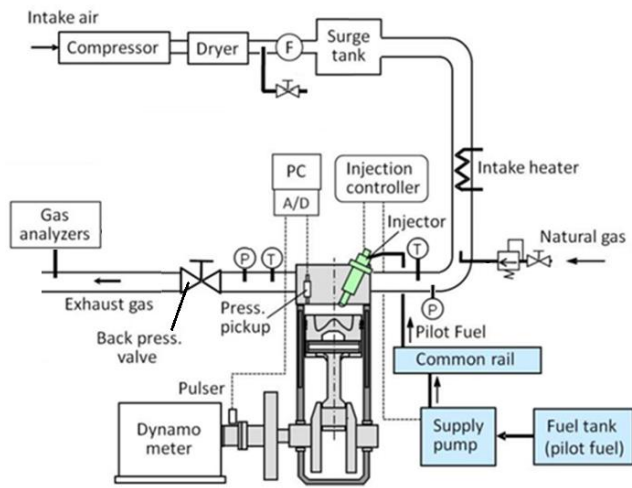 Intake air
Compressor
Dryer
F
Surge
tank
PC
A/D
Injection
controller
Intake heater
Injector
Gas
analyzers
P
T
T
Natural gas
Exhaust gas
Press.
pickup
P
Back press.
valve
Pilot Fuel
Common rail
Pulser
Dynamo
meter
Supply
pump
Fuel tank
(pilot fuel)